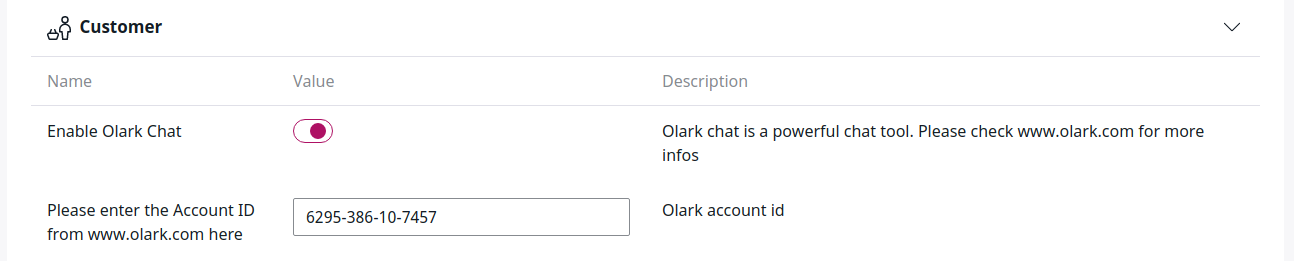 Customer
Name Value Description
Enable Olark Chat
Olark chat is a powerful chat tool. Please check www.olark.com for more
infos
Please enter the Account ID
from www.olark.com here
6295-386-10-7457
Olark account id